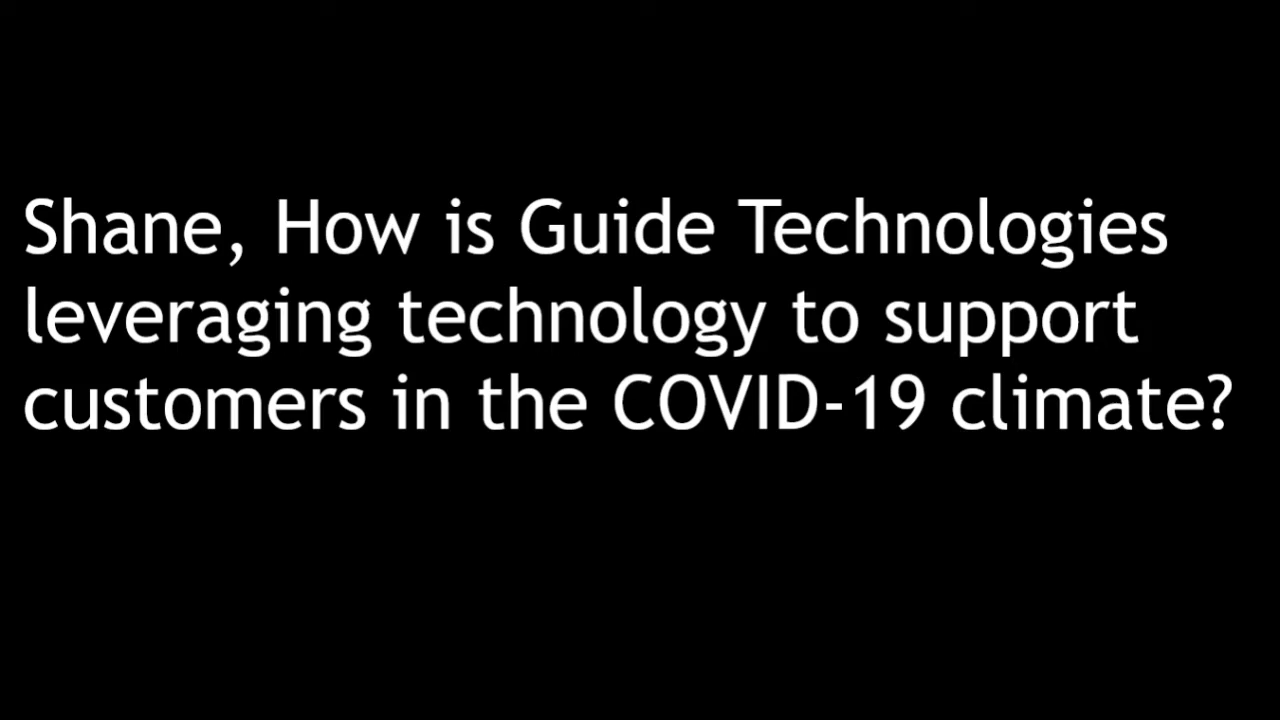 Shane, How is Guide Technologies
leveraging technology to support
customers in the COVID-19 climate?